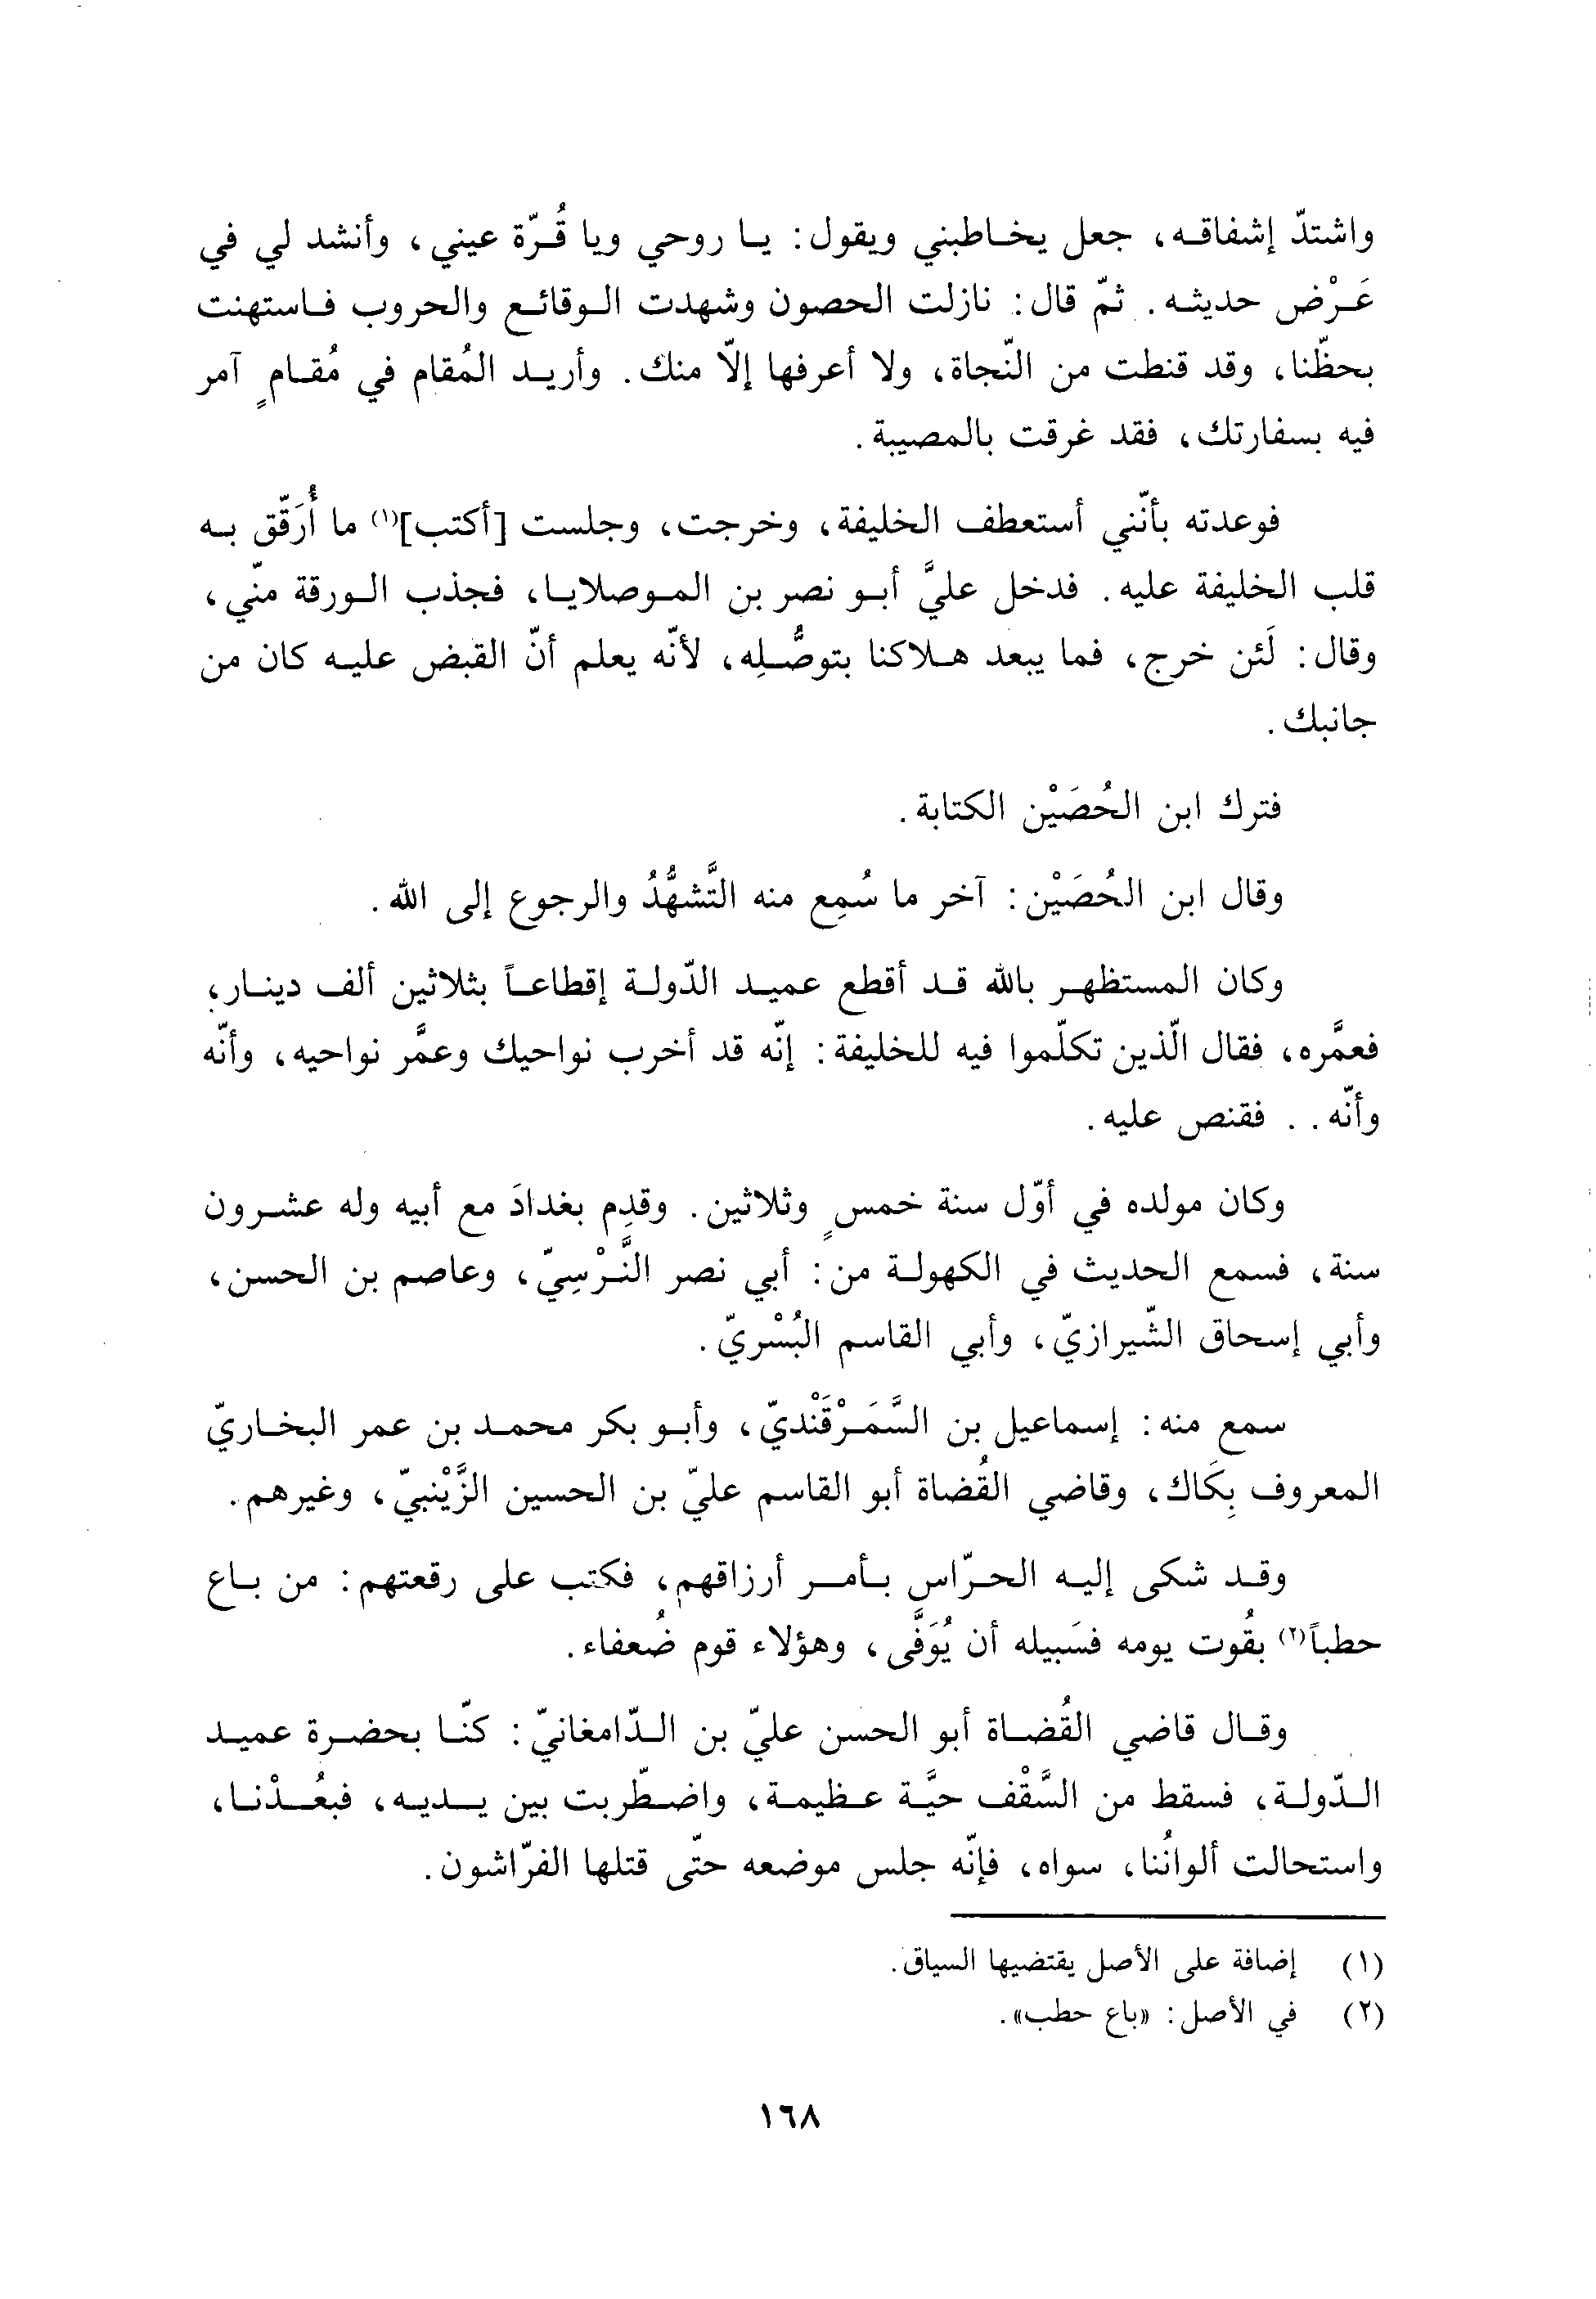 واشتدّ إشفاقه، جعل يخاطبني ويقول: يا روحي ويا قُرّة عيني، وأنشد لي في
عَرْض حديثه. ثمّ قال: نازلت الحصون وشهدت الوقائع والحروب فاستهنت
بحظّنا، وقد قنطت من النّجاة، ولا أعرفها إلّا منك. وأريد المُقام في مُقامٍ آمر
فيه بسفارتك، فقد غرقت بالمصيبة.
فوعدته بأنّني أستعطف الخليفة، وخرجت، وجلست [أكتب](١) ما أُرَقّق به
قلب الخليفة عليه. فدخل عليَّ أبو نصر بن الموصلايا، فجذب الورقة منّي،
وقال: لَئن خرج، فما يبعد هلاكنا بتوصُّلِه، لأنّه يعلم أنّ القبض عليه كان من
جانبك.
فترك ابن الحُصَيْن الكتابة.
وقال ابن الحُصَيْن: آخر ما سُمِع منه التَّشهُّدُ والرجوع إلى الله.
وكان المستظهر بالله قد أقطع عميد الدّولة إقطاعاً بثلاثين ألف دينار،
فعمَّره، فقال الّذين تكلّموا فيه للخليفة: إنّه قد أخرب نواحيك وعمَّر نواحيه، وأنّه
وأنّه.. فقنص عليه.
وكان مولده في أوّل سنة خمسٍ وثلاثين. وقدِم بغدادَ مع أبيه وله عشرون
سنة، فسمع الحديث في الكهولة من: أبي نصر النَّرْسِيّ، وعاصم بن الحسن،
وأبي إسحاق الشّيرازيّ، وأبي القاسم البُسْريّ.
سمع منه: إسماعيل بن السَّمَرْقَنْديّ، وأبو بكر محمد بن عمر البخاريّ
المعروف بِكَاك، وقاضي القُضاة أبو القاسم عليّ بن الحسين الزَّيْنبيّ، وغيرهم.
وقد شكى إليه الحرّاس بأمر أرزاقهم، فكتب على رقعتهم: من باع
حطباً(٢) بقُوت يومه فسَبيله أن يُوَفَّى، وهؤلاء قوم ضُعفاء.
وقال قاضي القُضاة أبو الحسن عليّ بن الدّامغانيّ: كنّا بحضرة عميد
الدّولة، فسقط من السَّقْف حيَّة عظيمة، واضطّربت بين يديه، فبعُدْنا،
واستحالت ألوانُنا، سواه، فإنّه جلس موضعه حتّى قتلها الفرّاشون.
(١) إضافة على الأصل يقتضيها السياق.
(٢) في الأصل: «باع حطب».
١٦٨